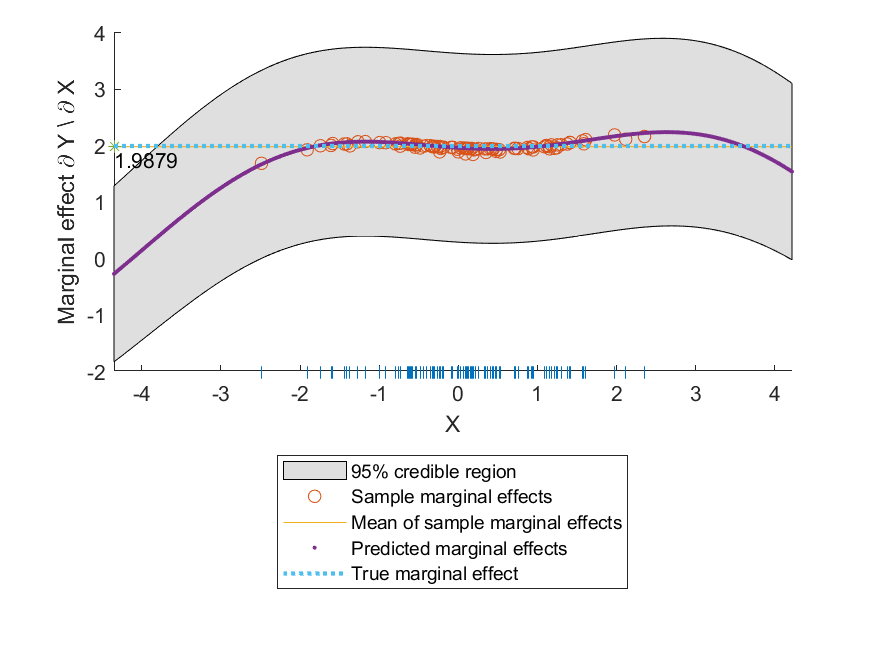 4
3
2
1.9879
1
0
-1
-2
Marginal effect ∂ Y \ ∂ X
-4 -3 -2 -1 0 1 2 3 4
X
95% credible region
Sample marginal effects
Mean of sample marginal effects
Predicted marginal effects
True marginal effect